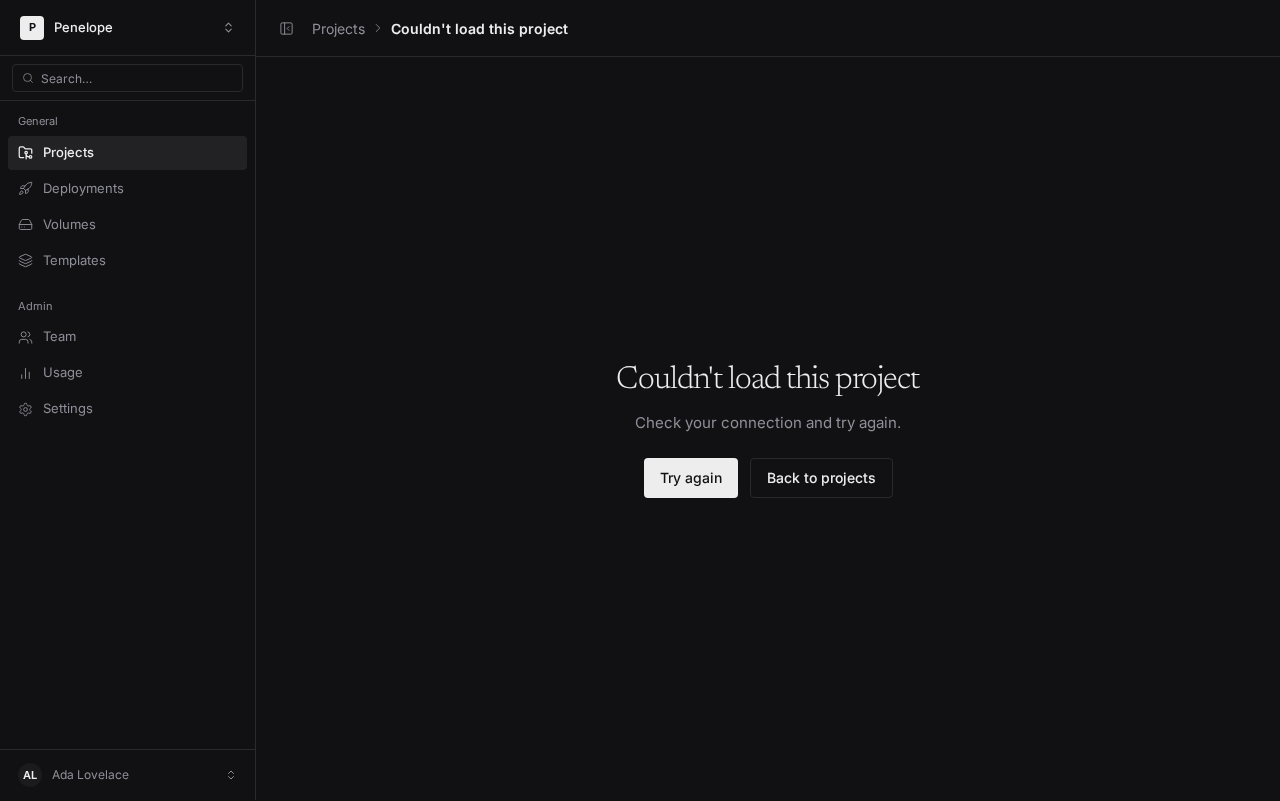 P Penelope
Search...
General
Projects
Deployments
Volumes
Templates
Admin
Team
Usage
Settings
AL Ada Lovelace
Projects Couldn't load this project
Couldn't load this project
Check your connection and try again.
Try again Back to projects